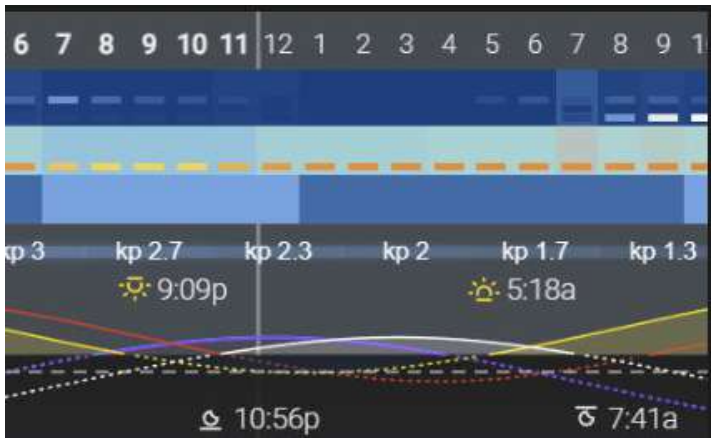 6 7 8 9 10 11 12 1 2 3 4 5 6 7 8 9 1
kp 3 kp 2.7 kp 2.3 kp 2 kp 1.7 kp 1.3
9:09p 5:18a
10:56p 7:41a